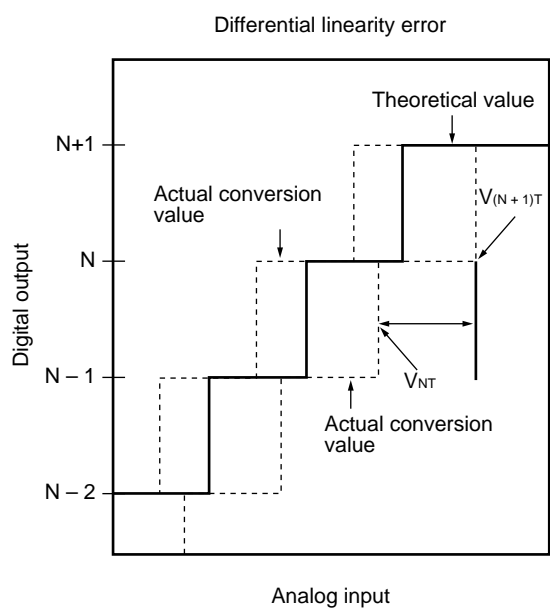 Differential linearity error
Theoretical value
N+1
Actual conversion
value
V(N + 1)T
N
Digital output
N – 1
VNT
Actual conversion
value
N – 2
Analog input